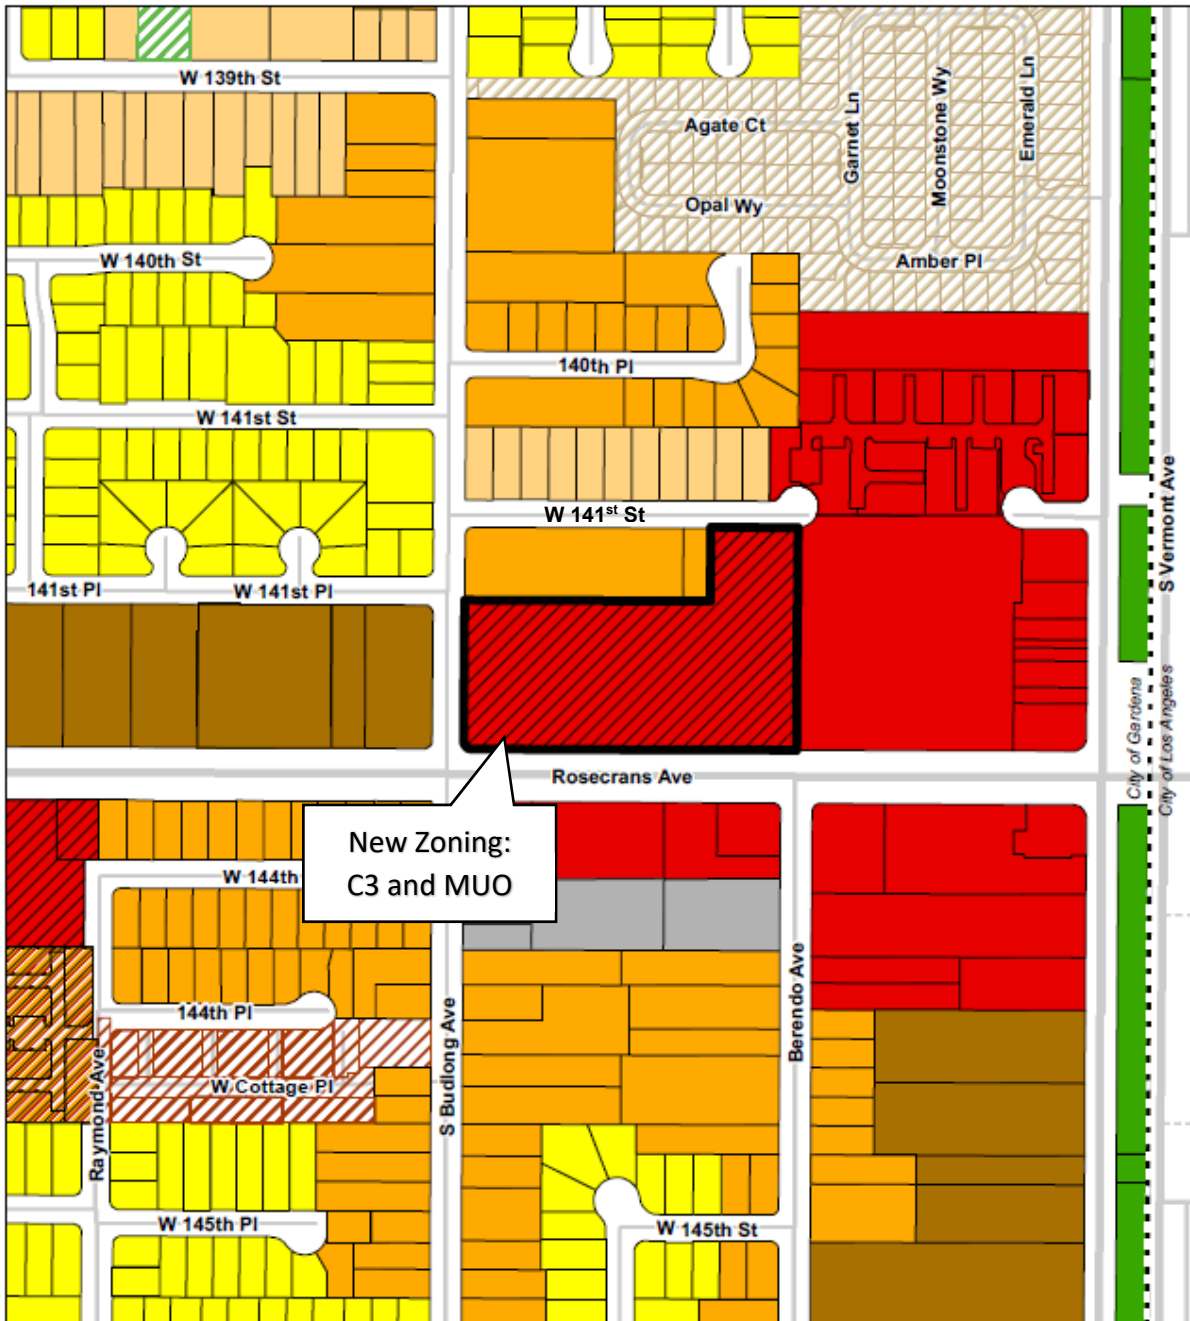 W 139th St
Agate Ct
Garnet Ln
Moonstone Wy
Emerald Ln
Opal Wy
W 140th St
Amber Pl
140th Pl
W 141st St
W 141st St
S Vermont Ave
141st Pl
W 141st Pl
City of Gardena
City of Los Angeles
Rosecrans Ave
New Zoning:
C3 and MUO
W 144th
Berendo Ave
144th Pl
S Budlong Ave
Raymond Ave
W Cottage Pl
W 145th Pl
W 145th St